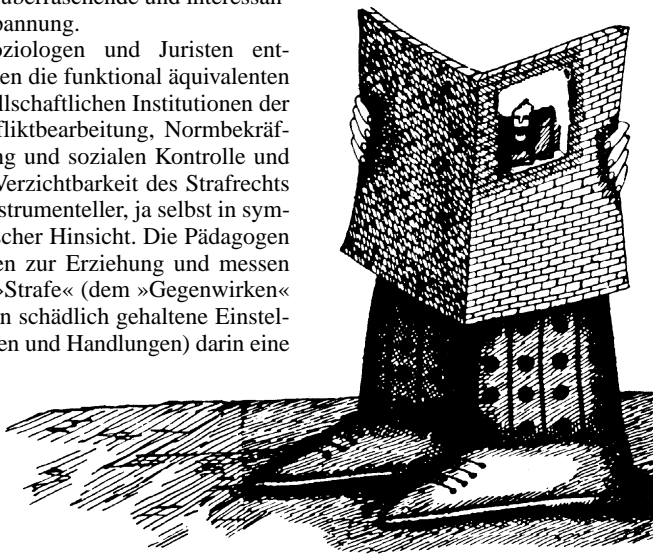 überraschende und interessan-
pannung.
oziologen und Juristen ent-
en die funktional äquivalenten
llschaftlichen Institutionen der
fliktbearbeitung, Normbekräf-
ng und sozialen Kontrolle und
Verzichtbarkeit des Strafrechts
strumenteller, ja selbst in sym-
scher Hinsicht. Die Pädagogen
en zur Erziehung und messen
»Strafe« (dem »Gegenwirken«
n schädlich gehaltene Einstel-
en und Handlungen) darin eine